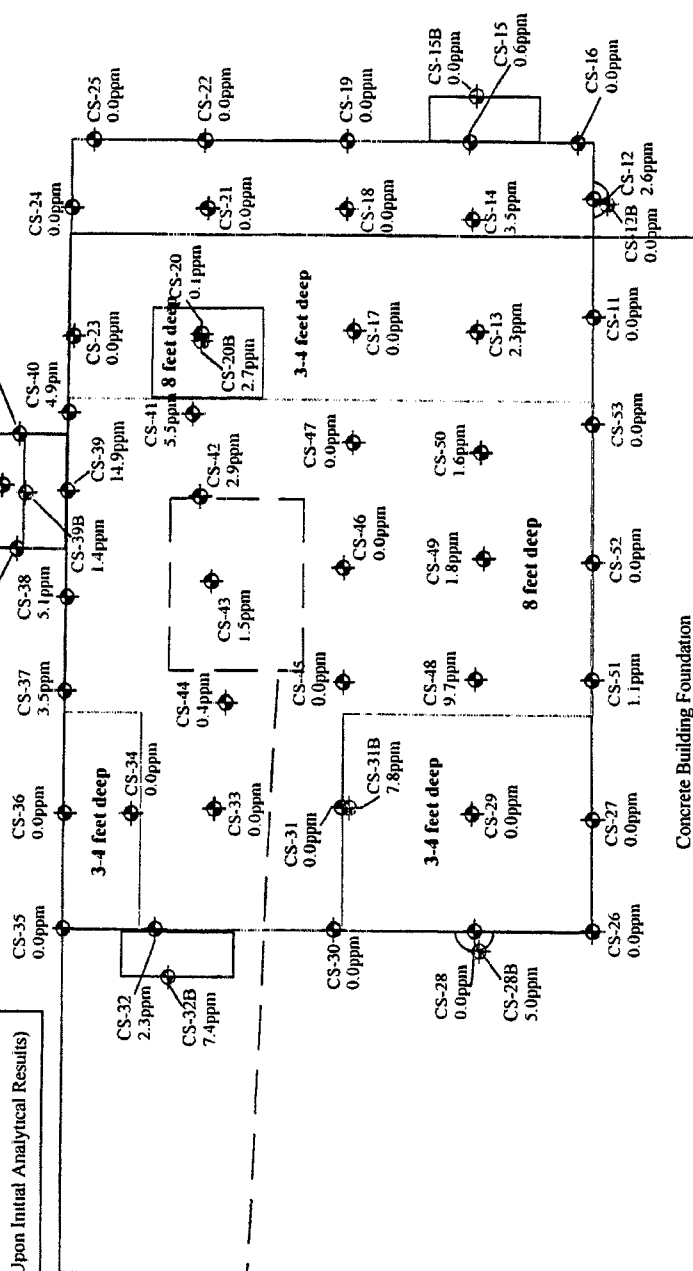 Upon Initial Analytical Results)
CS-35
0.0ppm
CS-36
0.0ppm
CS-37
3.5ppm
CS-38
5.1ppm
CS-39B
1.4ppm
CS-39
14.9ppm
CS-40
4.9pm
CS-23
0.0ppm
CS-24
0.0ppm
CS-25
0.0ppm
3-4 feet deep
CS-34
0.0ppm
CS-32
2.3ppm
CS-32B
7.4ppm
CS-33
0.0ppm
CS-44
0.4ppm
CS-43
1.5ppm
CS-42
2.9ppm
CS-41
5.5ppm
8 feet deep
CS-20
0.1ppm
CS-20B
2.7ppm
CS-21
0.0ppm
CS-22
0.0ppm
3-4 feet deep
CS-30
0.0ppm
CS-31
0.0ppm
CS-31B
7.8ppm
CS-45
0.0ppm
CS-46
0.0ppm
CS-47
0.0ppm
CS-17
0.0ppm
CS-18
0.0ppm
CS-19
0.0ppm
3-4 feet deep
CS-28
0.0ppm
CS-28B
5.0ppm
CS-29
0.0ppm
CS-48
9.7ppm
CS-49
1.8ppm
CS-50
1.6ppm
CS-13
2.3ppm
CS-14
3.5ppm
CS-15B
0.0ppm
CS-15
0.6ppm
8 feet deep
CS-26
0.0ppm
CS-27
0.0ppm
CS-51
1.1ppm
CS-52
0.0ppm
CS-53
0.0ppm
CS-11
0.0ppm
CS-12B
0.0ppm
CS-12
2.6ppm
CS-16
0.0ppm
Concrete Building Foundation